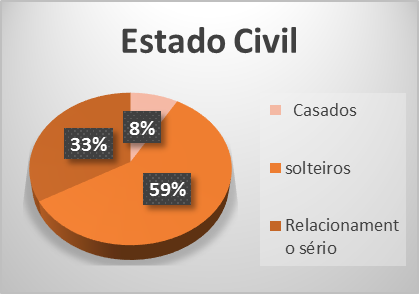 Estado Civil
8%
33%
59%
Casados
solteiros
Relacionament
o sério